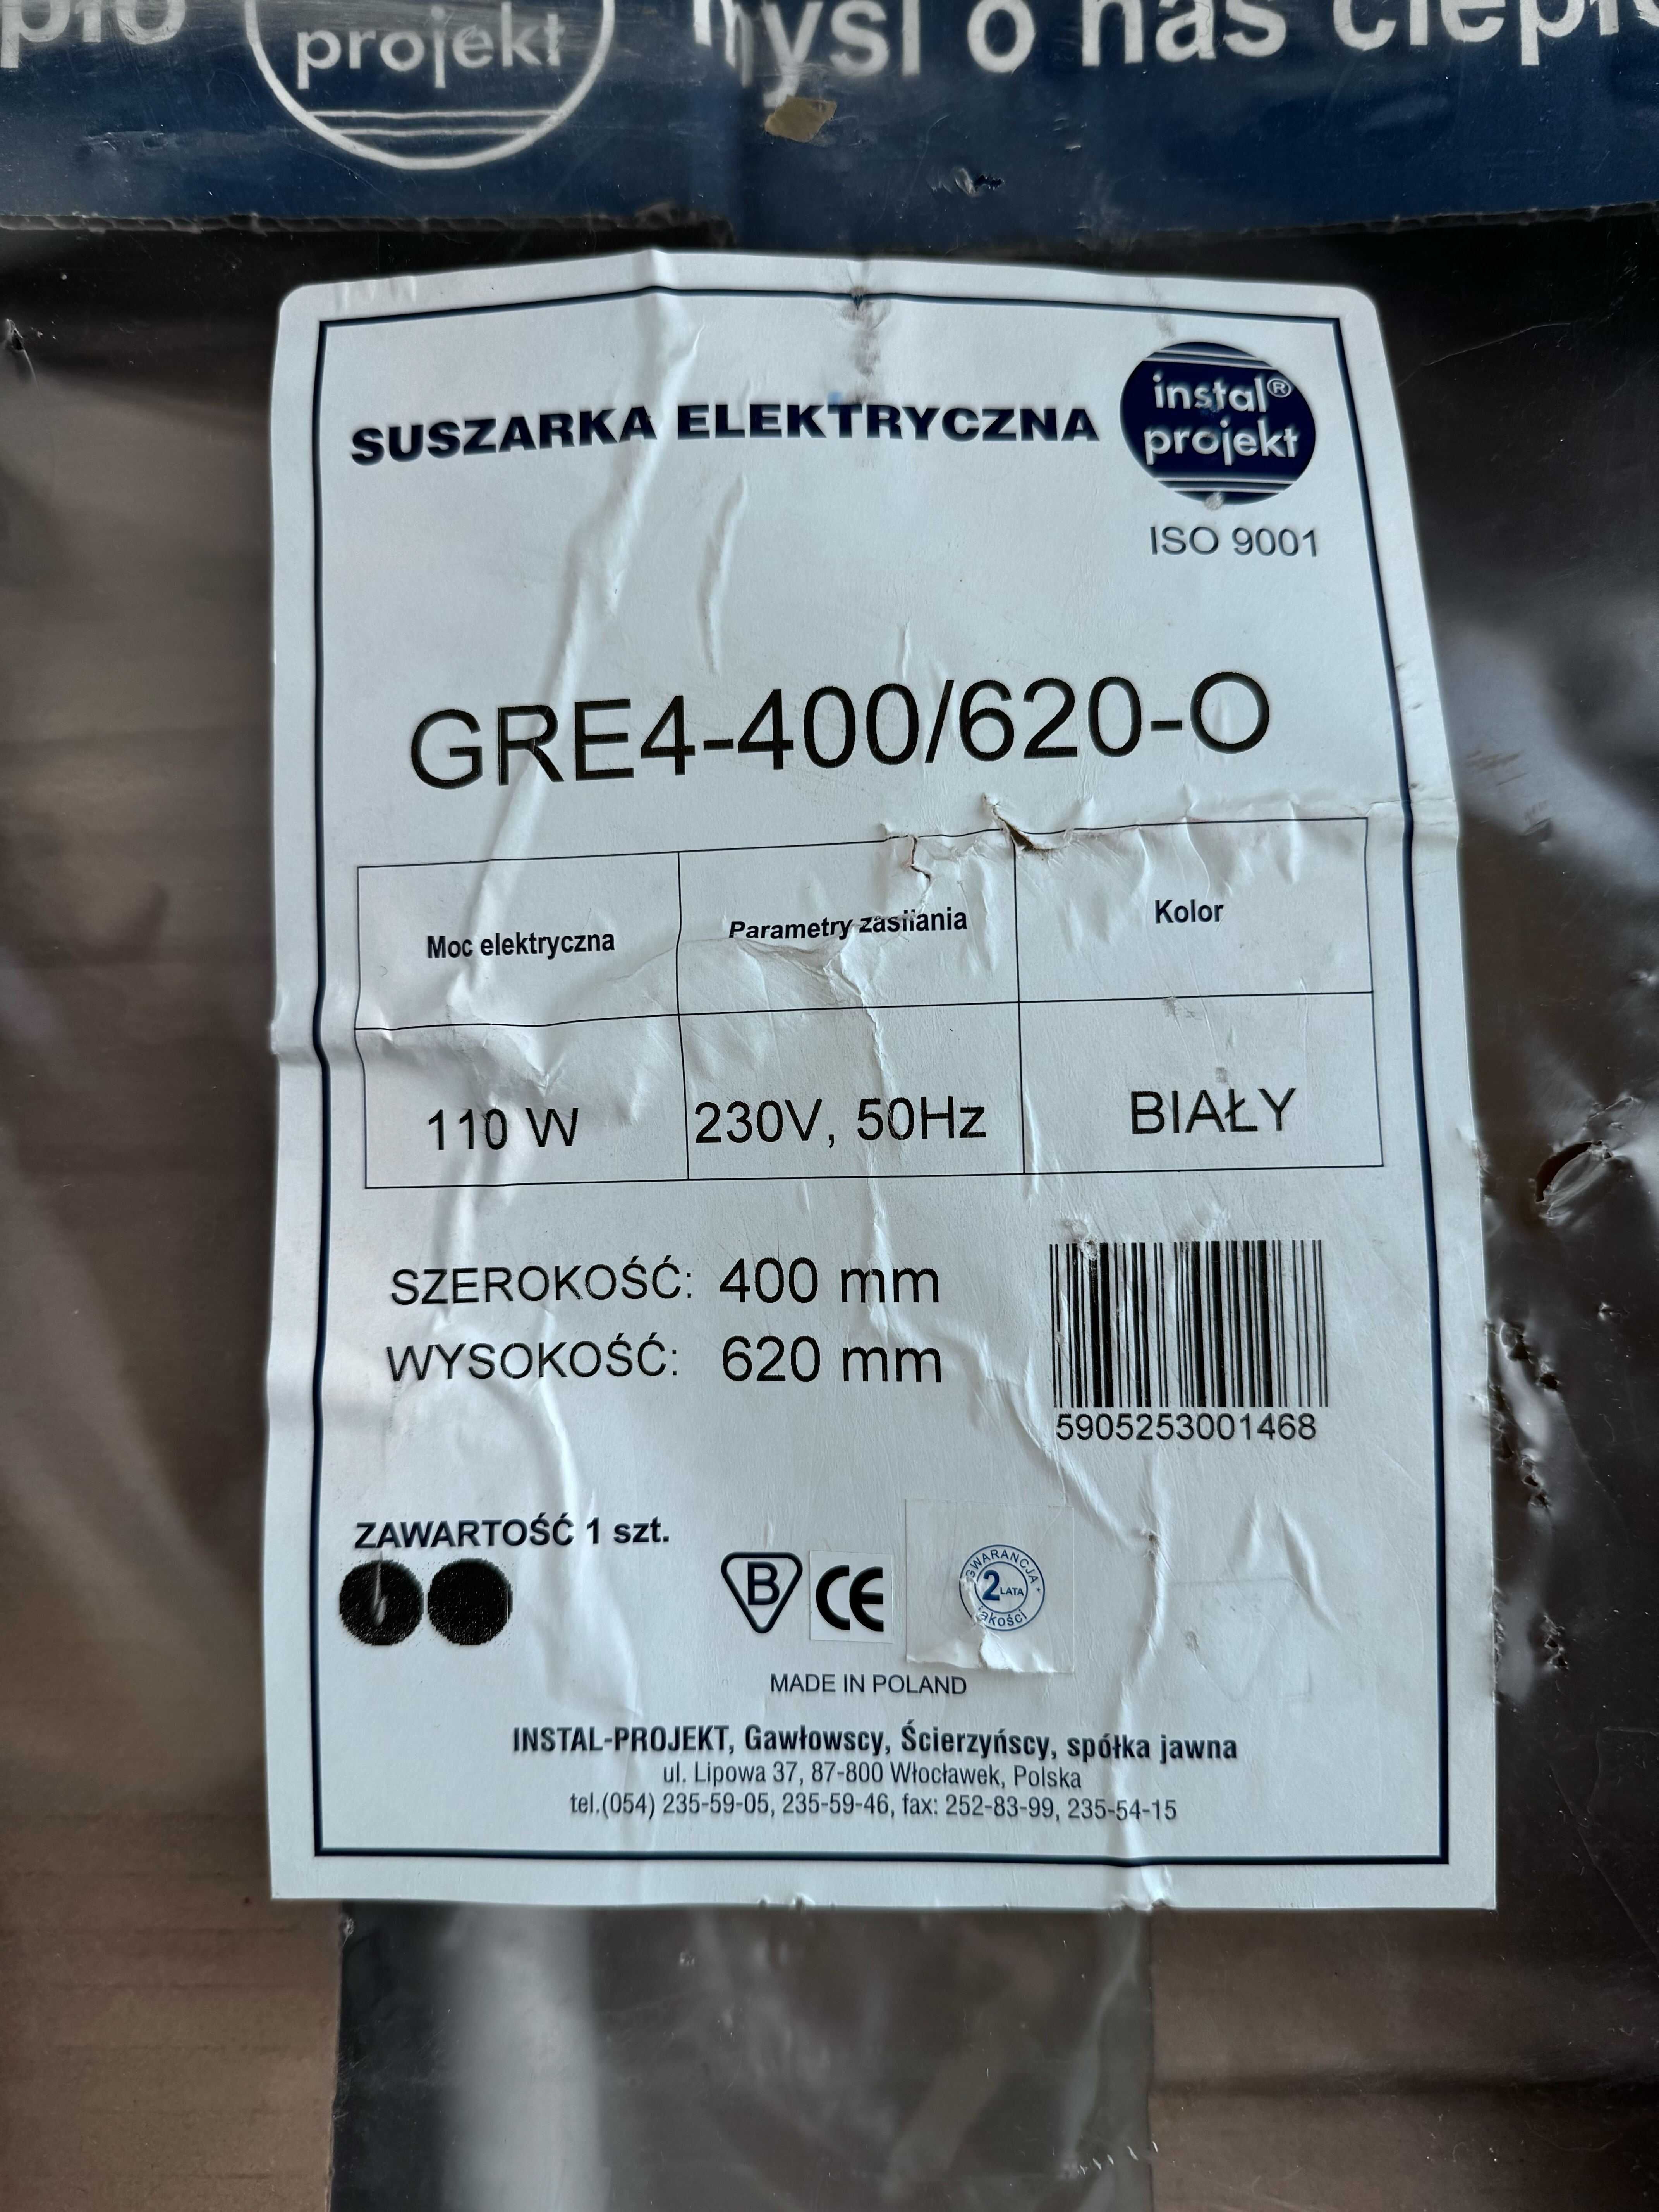 projekt
myśl o nas ciepło
SUSZARKA ELEKTRYCZNA
instal®
projekt
ISO 9001
GRE4-400/620-O
Moc elektryczna
Parametry zasilania
Kolor
110 W
230V, 50Hz
BIAŁY
SZEROKOŚĆ: 400 mm
WYSOKOŚĆ: 620 mm
5905253001468
ZAWARTOŚĆ 1 szt.
B
CE
GWARANCJA
2 LATA
jakości
MADE IN POLAND
INSTAL-PROJEKT, Gawłowscy, Ścierzyńscy, spółka jawna
ul. Lipowa 37, 87-800 Włocławek, Polska
tel.(054) 235-59-05, 235-59-46, fax: 252-83-99, 235-54-15